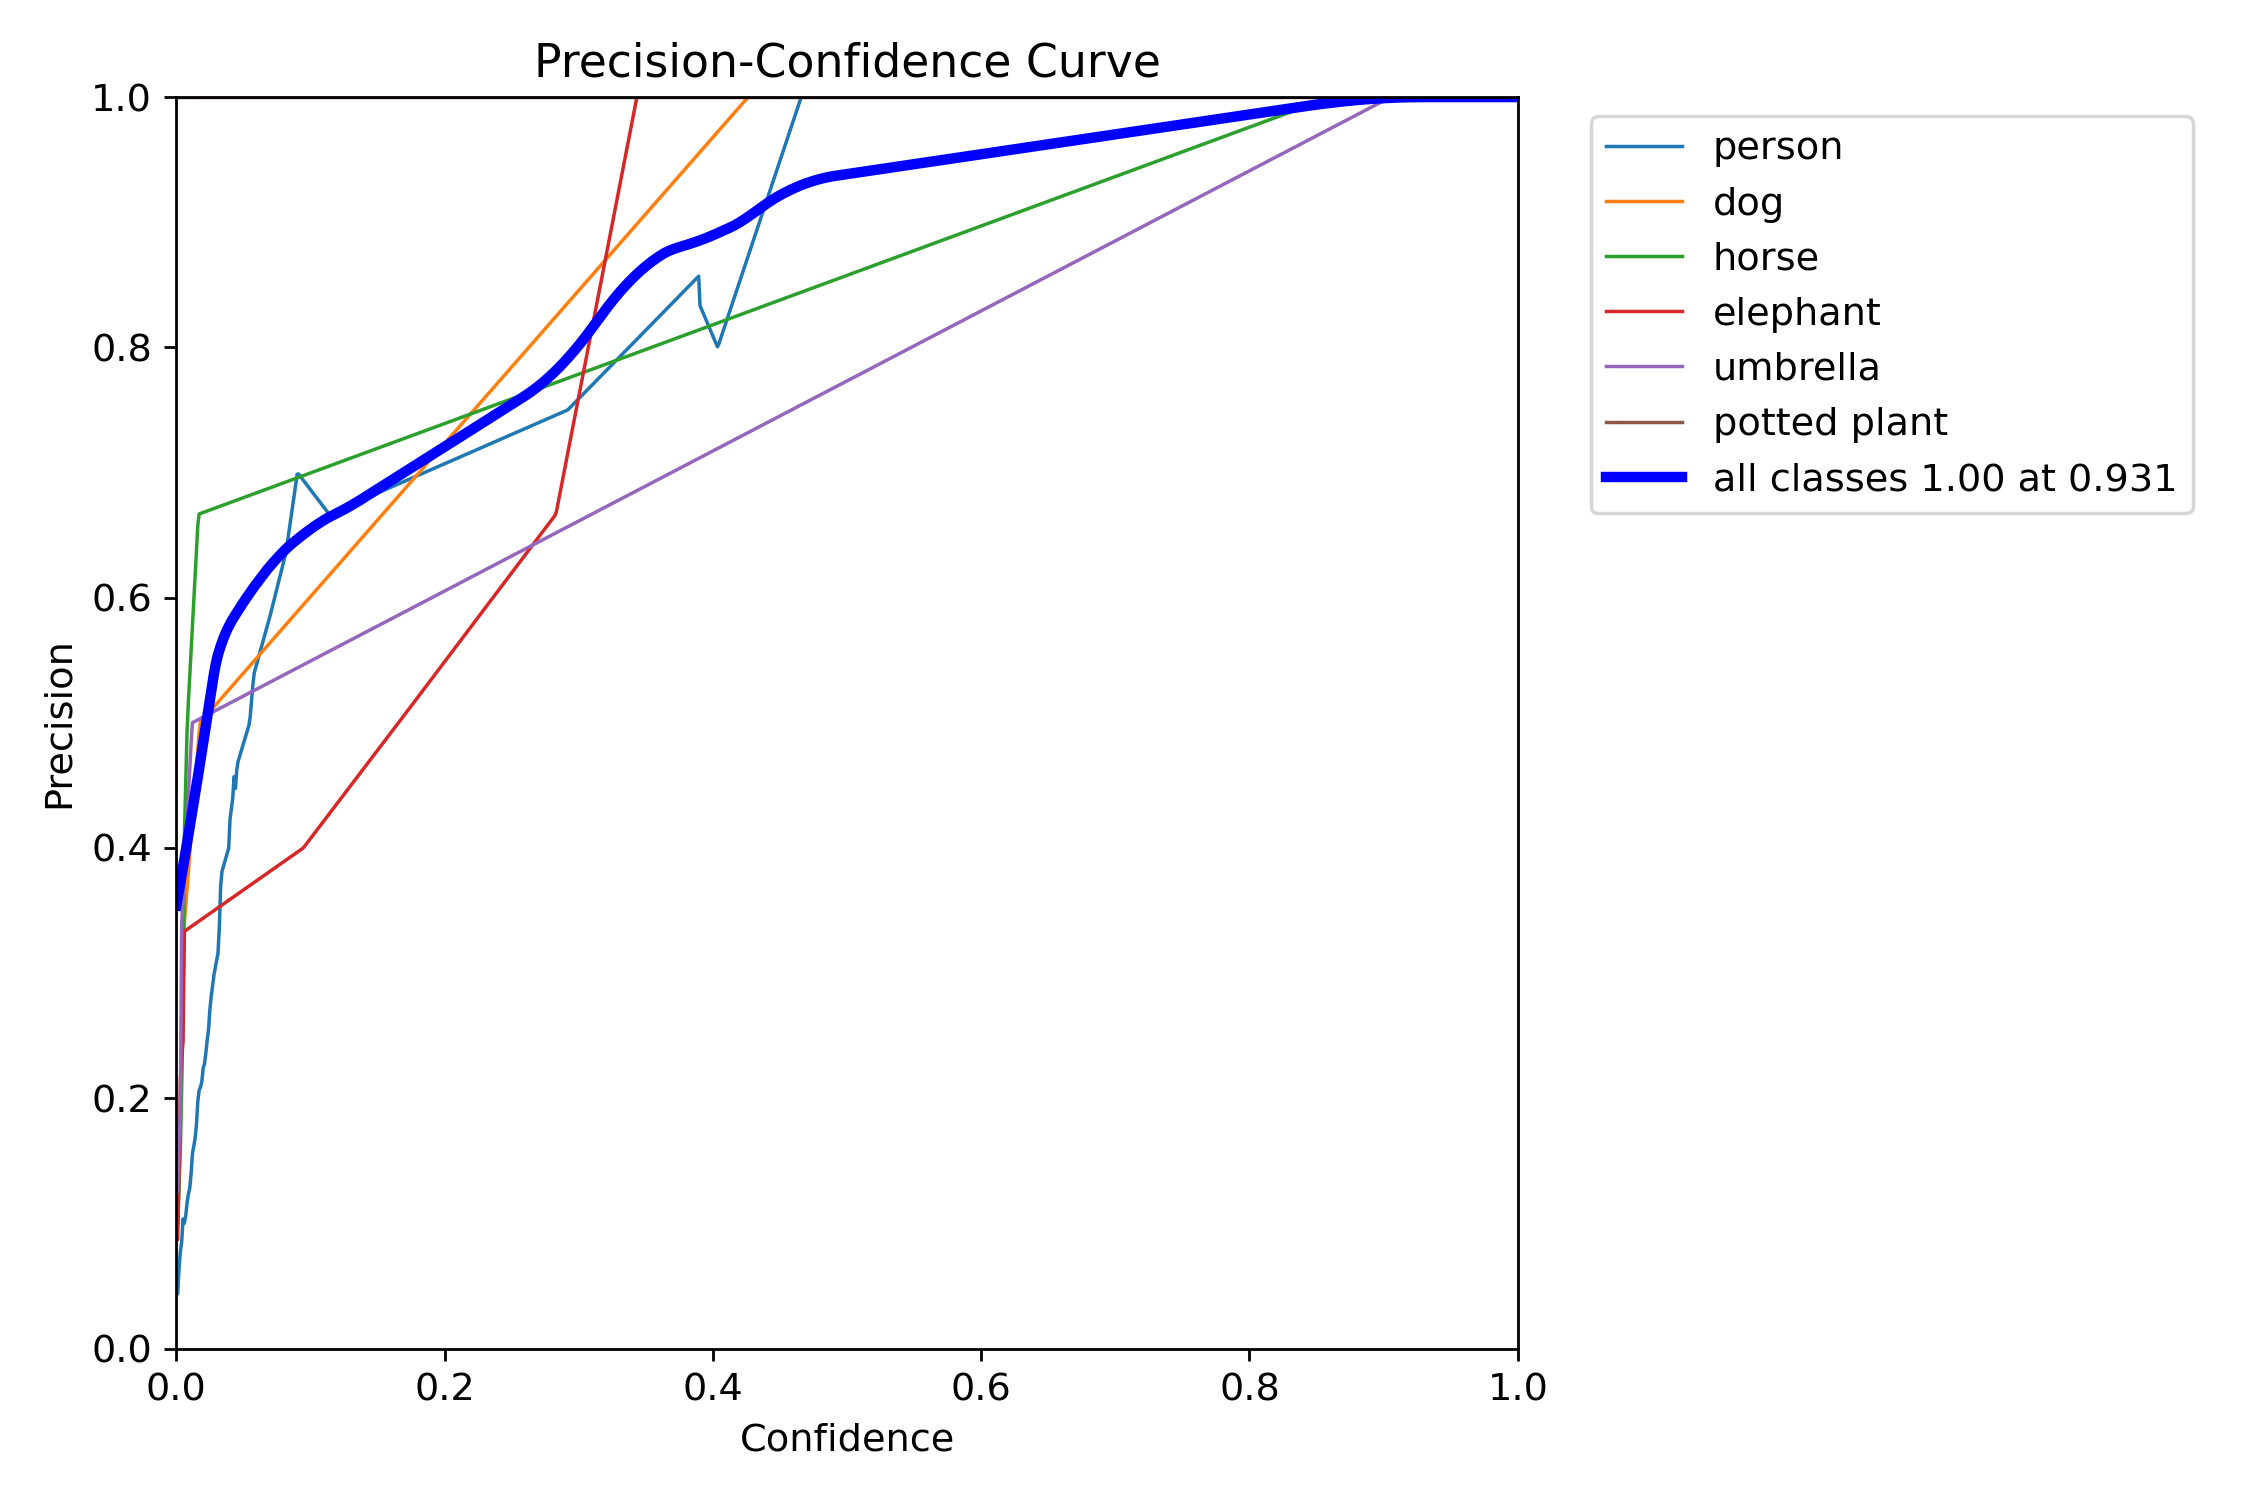 Precision-Confidence Curve
1.0
0.8
0.6
0.4
0.2
0.0
Precision
0.0 0.2 0.4 0.6 0.8 1.0
Confidence
person
dog
horse
elephant
umbrella
potted plant
all classes 1.00 at 0.931